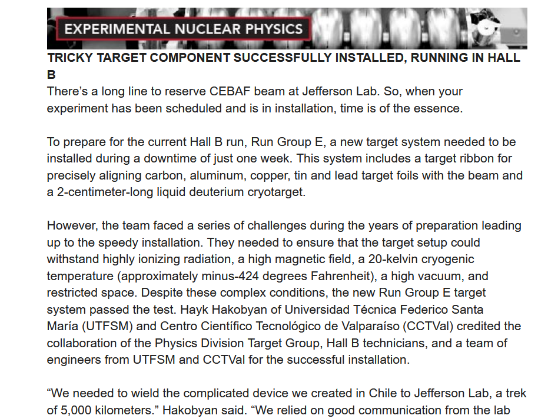 EXPERIMENTAL NUCLEAR PHYSICS
TRICKY TARGET COMPONENT SUCCESSFULLY INSTALLED, RUNNING IN HALL
B
There’s a long line to reserve CEBAF beam at Jefferson Lab. So, when your
experiment has been scheduled and is in installation, time is of the essence.
To prepare for the current Hall B run, Run Group E, a new target system needed to be
installed during a downtime of just one week. This system includes a target ribbon for
precisely aligning carbon, aluminum, copper, tin and lead target foils with the beam and
a 2-centimeter-long liquid deuterium cryotarget.
However, the team faced a series of challenges during the years of preparation leading
up to the speedy installation. They needed to ensure that the target setup could
withstand highly ionizing radiation, a high magnetic field, a 20-kelvin cryogenic
temperature (approximately minus-424 degrees Fahrenheit), a high vacuum, and
restricted space. Despite these complex conditions, the new Run Group E target
system passed the test. Hayk Hakobyan of Universidad Técnica Federico Santa
María (UTFSM) and Centro Científico Tecnológico de Valparaíso (CCTVal) credited the
collaboration of the Physics Division Target Group, Hall B technicians, and a team of
engineers from UTFSM and CCTVal for the successful installation.
“We needed to wield the complicated device we created in Chile to Jefferson Lab, a trek
of 5,000 kilometers.” Hakobyan said. “We relied on good communication from the lab